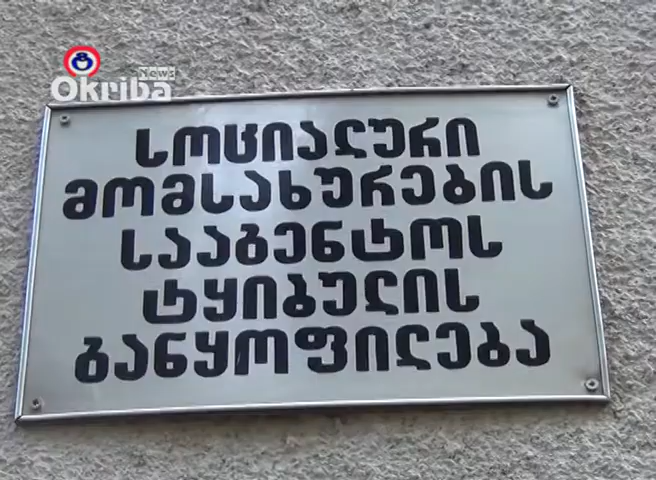 News
Okriba
სოციალური
მომსახურების
სააგენტოს
ტყიბულის
განყოფილება